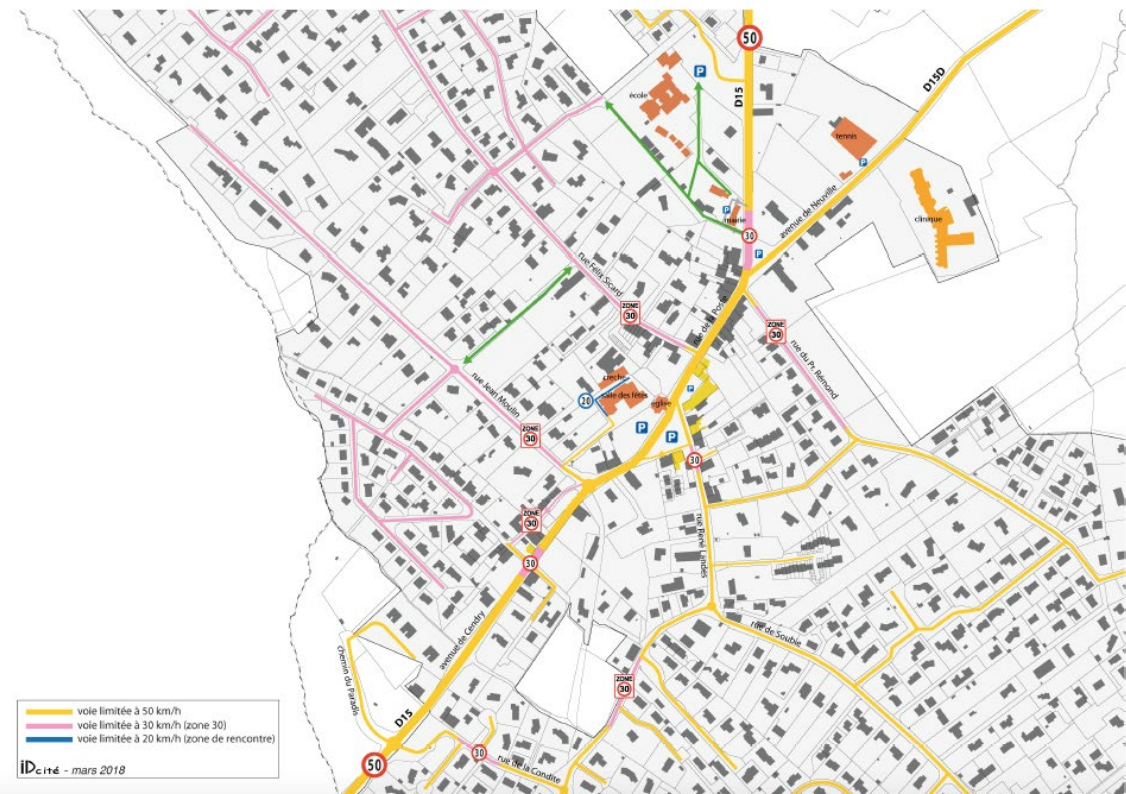 50
D15
D15D
P
école
tennis
P
clinique
P
mairie
30
avenue de Neuville
P
rue Félix Sicard
ZONE
30
rue de la Poste
ZONE
30
rue du Pr. Rémond
rue Jean Moulin
crèche
salle des fêtes
église
20
P
P
P
ZONE
30
30
ZONE
30
30
rue René Landes
avenue de Cendry
rue de Souble
chemin du Paradis
ZONE
30
D15
50
30
rue de la Condite
voie limitée à 50 km/h
voie limitée à 30 km/h (zone 30)
voie limitée à 20 km/h (zone de rencontre)
iDcité - mars 2018